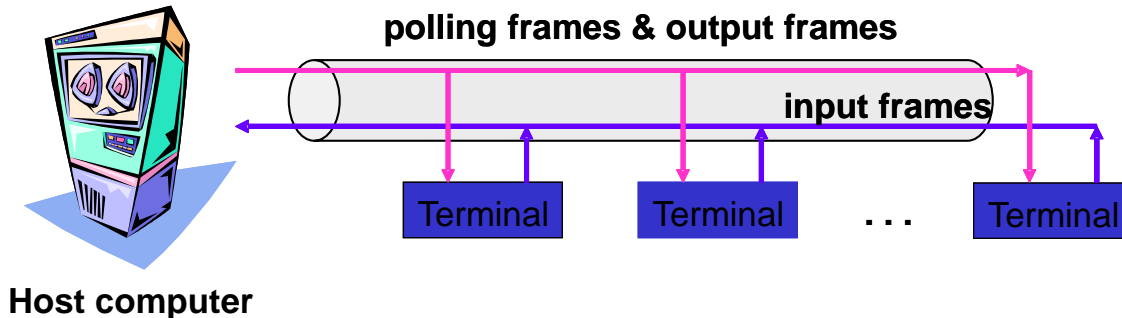 polling frames & output frames
input frames
Terminal Terminal . . . Terminal
Host computer